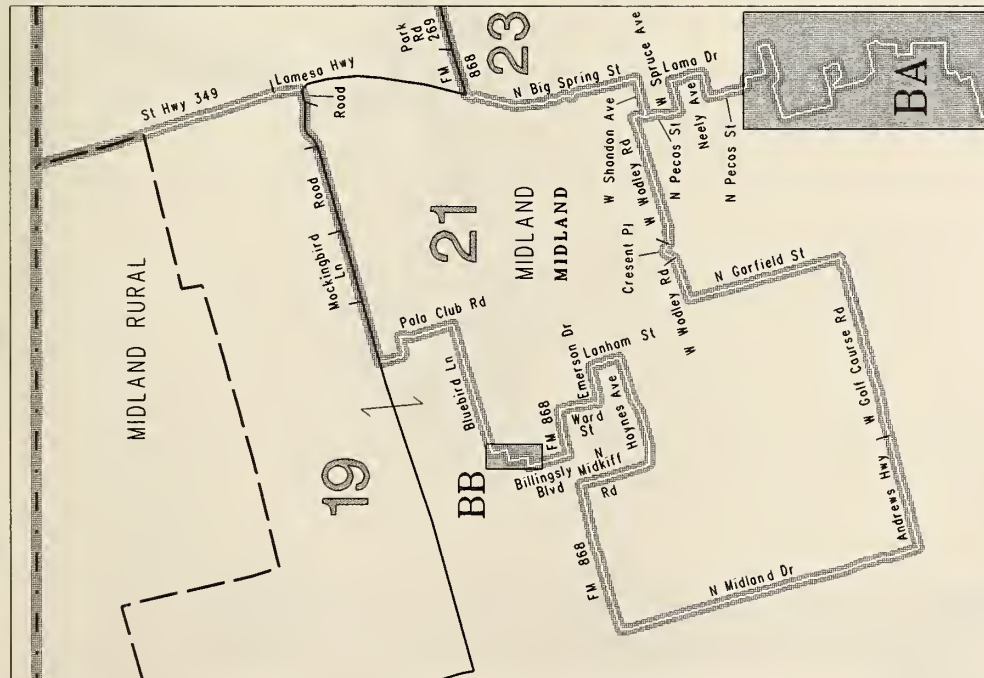 St Hwy 349
Lamesa Hwy
Road
Park
Rd
269
FM
868
23
MIDLAND RURAL
Mockingbird
Ln
Road
21
N Big Spring St
W Shandon Ave
W Spruce Ave
Loma Dr
N Pecos St
Neely Ave
N Pecos St
BA
MIDLAND
MIDLAND
W Wadley Rd
Cresent Pl
W Wadley Rd
N Garfield St
Pala Club Rd
Bluebird Ln
19
BB
FM 868
Emerson Dr
Lanham St
Ward
St
N
Haynes Ave
Billingsly
Blvd
Midkiff
Rd
FM 868
W Golf Course Rd
Andrews Hwy
N Midland Dr